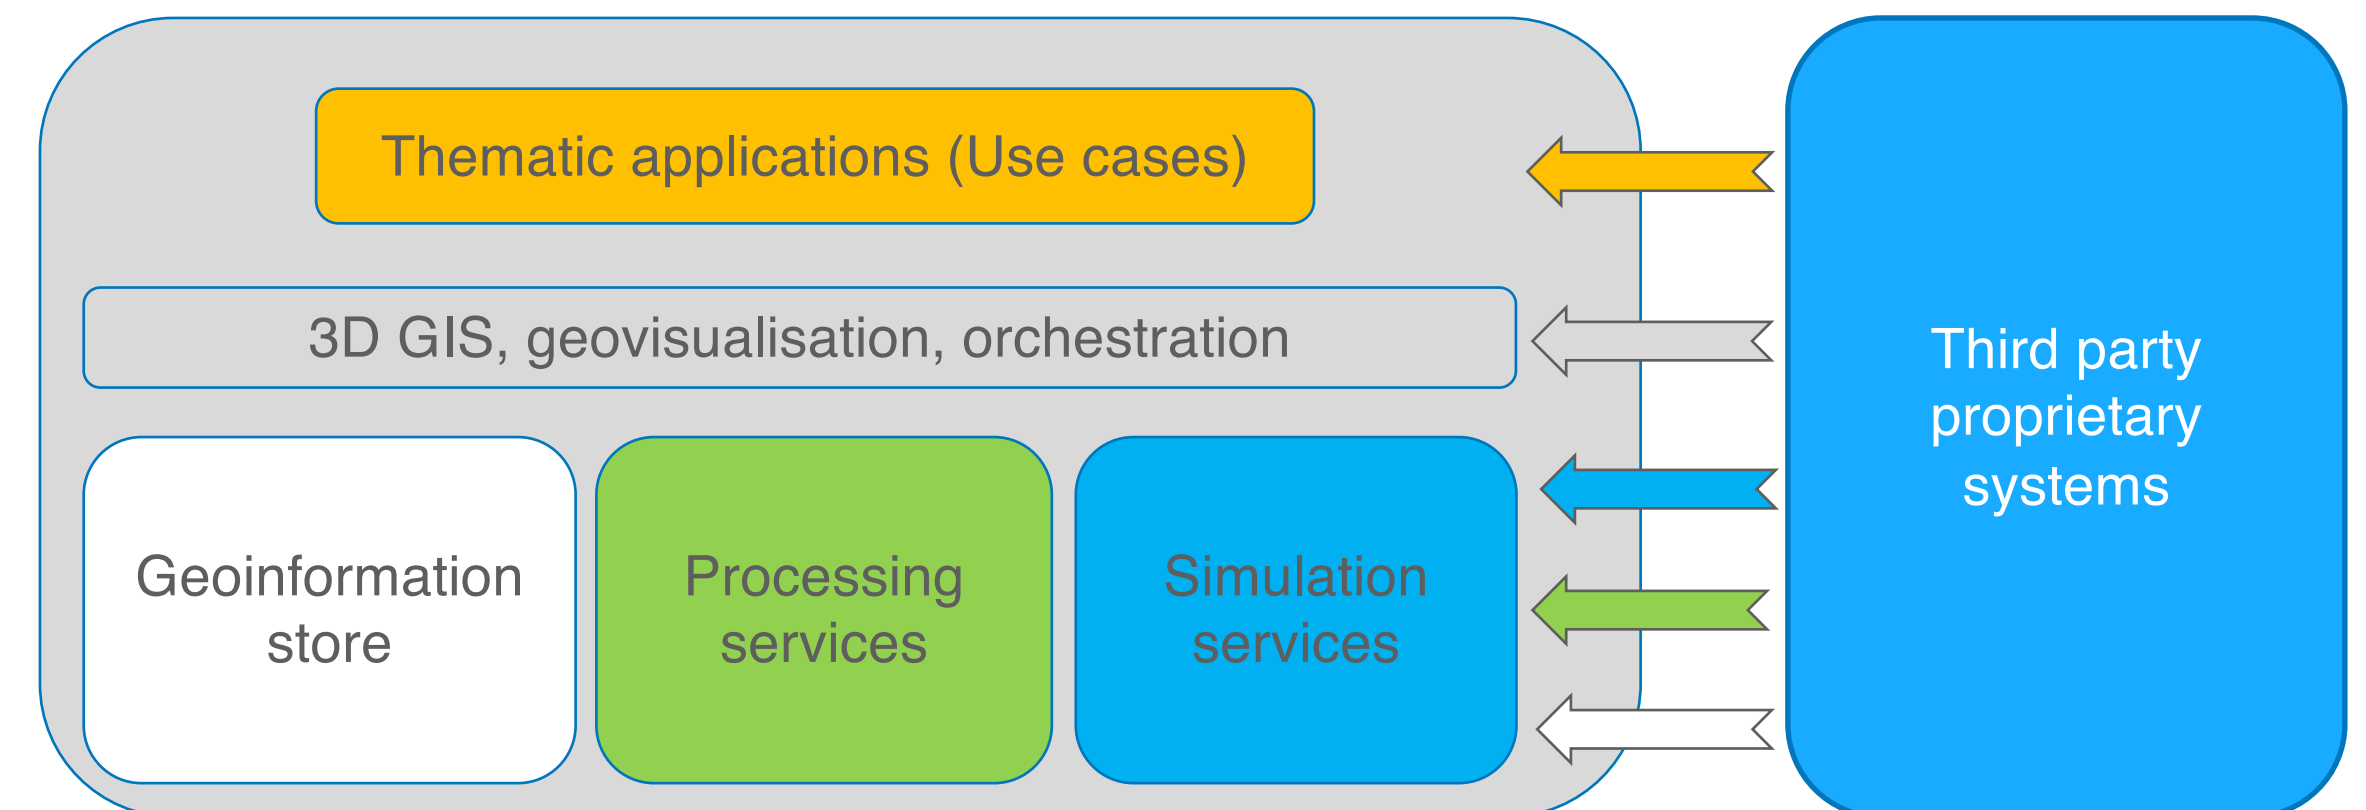 Thematic applications (Use cases)
3D GIS, geovisualisation, orchestration
Geoinformation
store
Processing
services
Simulation
services
Third party
proprietary
systems